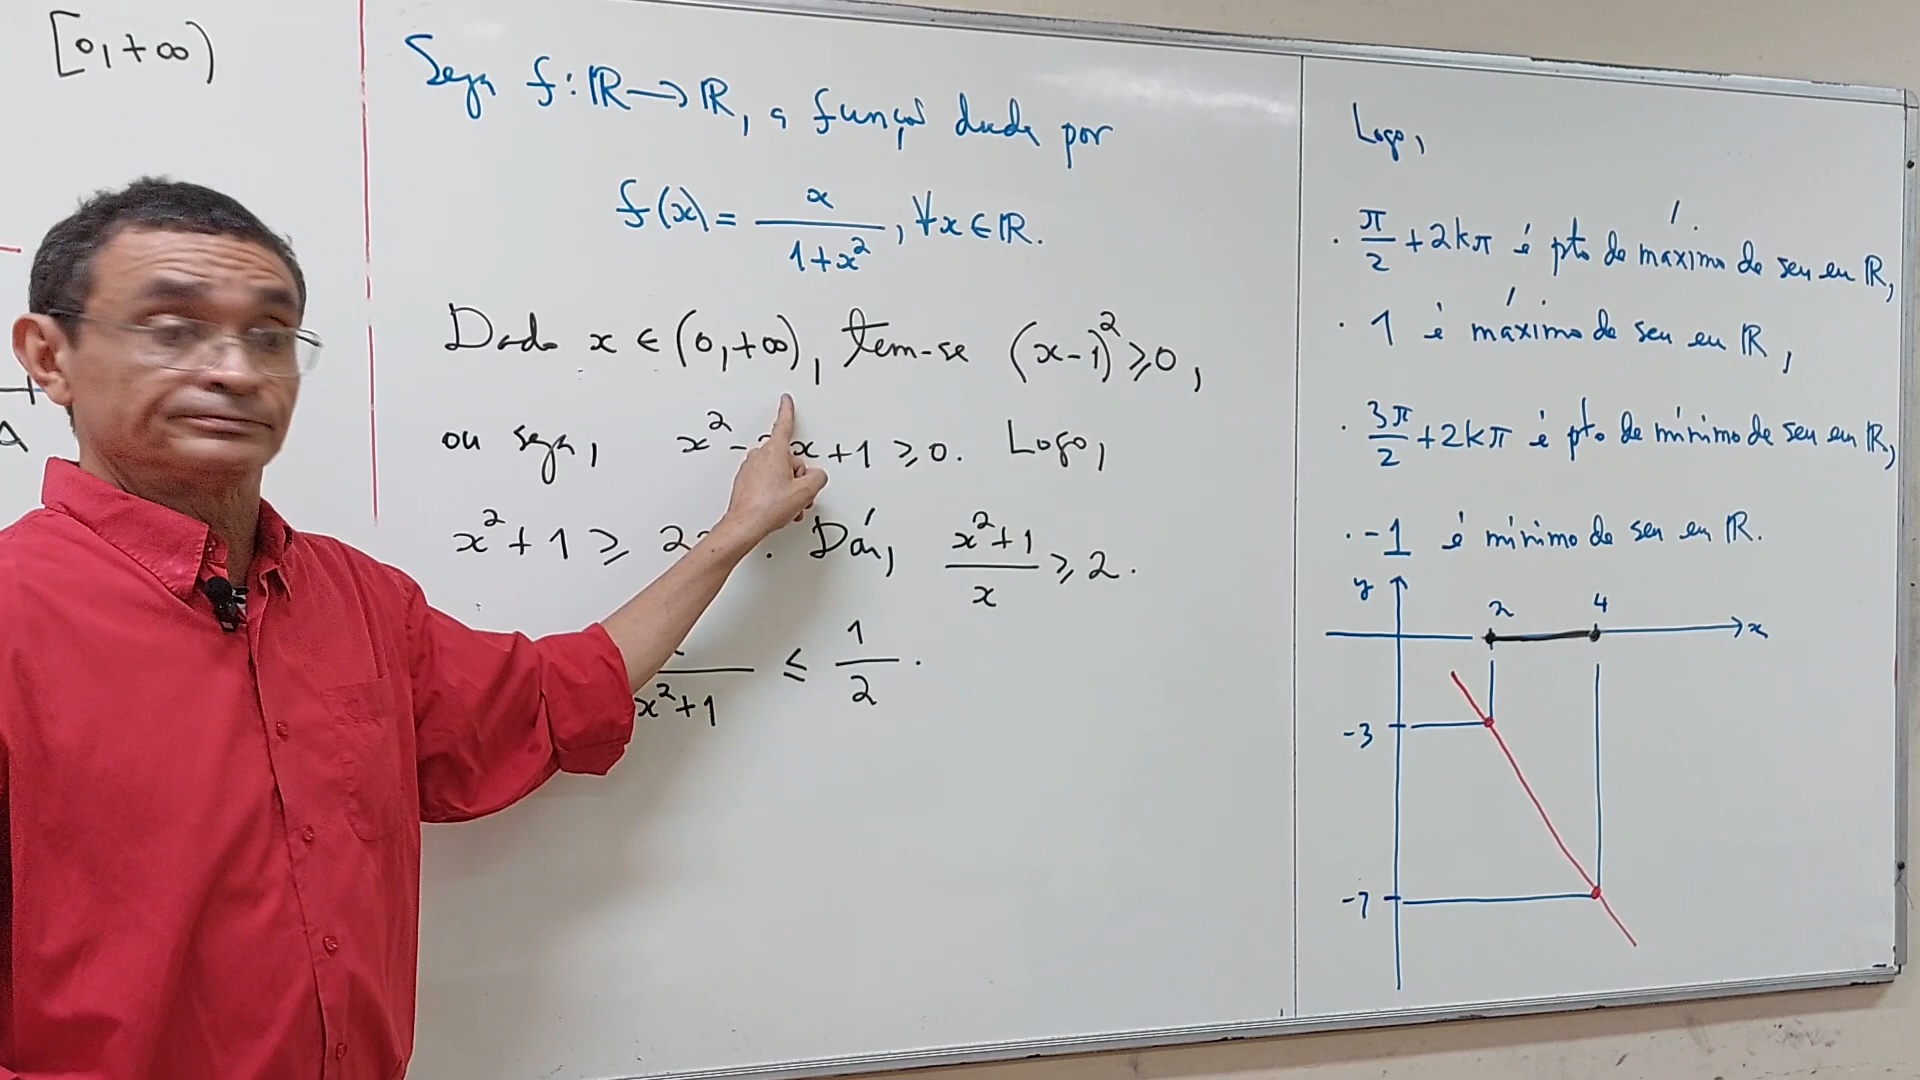 [0,+∞)
A
Seja f:ℝ→ℝ, a função dada por
f(x) = x/(1+x²), ∀x∈ℝ.
Dado x ∈ (0,+∞), tem-se (x-1)² ≥ 0,
ou seja, x² - x + 1 ≥ 0. Logo,
x² + 1 ≥ 2 . Daí, (x²+1)/x ≥ 2.
/(x²+1) ≤ 1/2.
Logo,
· π/2 + 2kπ é pto de máximo de sen em ℝ,
· 1 é máximo de sen em ℝ,
· 3π/2 + 2kπ é pto de mínimo de sen em ℝ,
· -1 é mínimo de sen em ℝ.
y
2 4
x
-3
-7